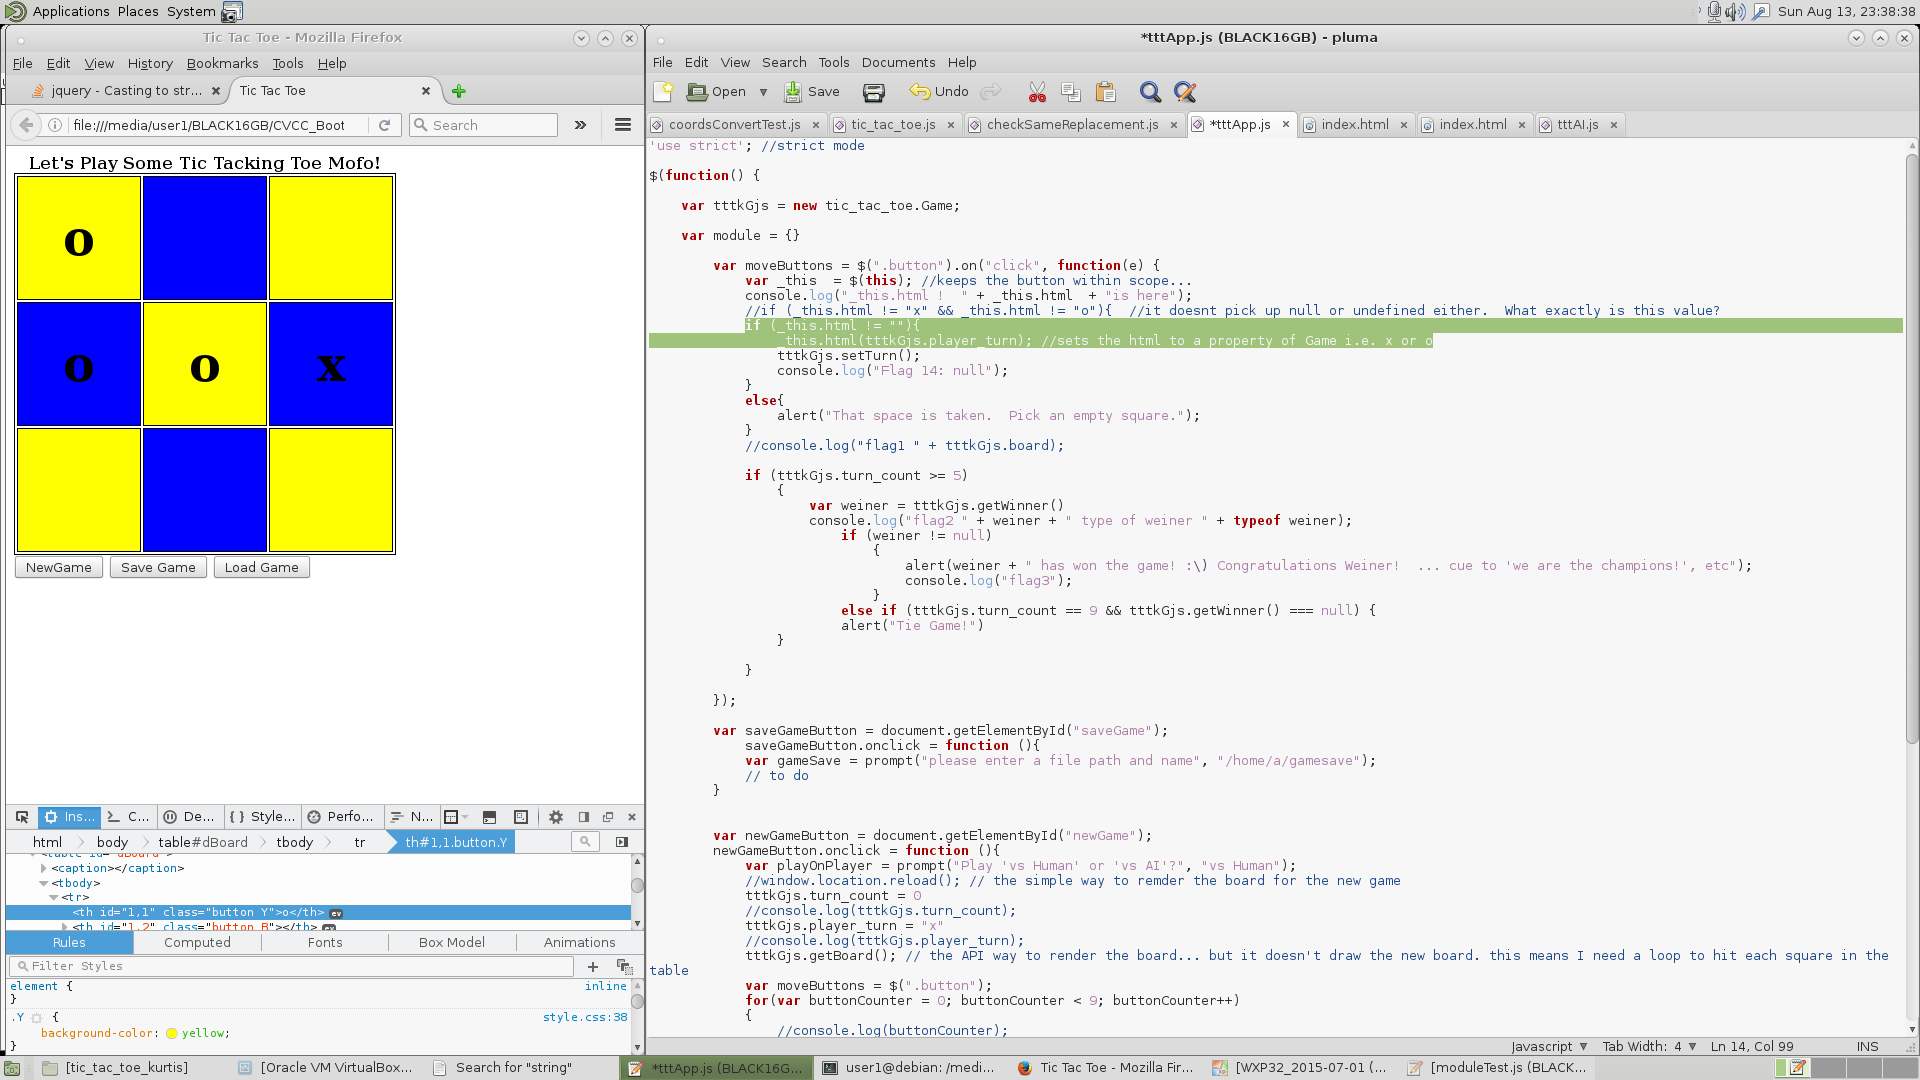 Applications Places System
Sun Aug 13, 23:38:38
Tic Tac Toe - Mozilla Firefox
File Edit View History Bookmarks Tools Help
jquery - Casting to str...
Tic Tac Toe
file:///media/user1/BLACK16GB/CVCC_Boot
Search
Let's Play Some Tic Tacking Toe Mofo!
o
o o x
NewGame Save Game Load Game
Ins... C... De... Style... Perfo... N...
html body table#dBoard tbody tr th#1,1.button.Y
<table id="dBoard">
<caption></caption>
<tbody>
<tr>
<th id="1,1" class="button Y">o</th> ev
<th id="1,2" class="button B"></th> ev
Rules Computed Fonts Box Model Animations
Filter Styles
element { inline
}
.Y { style.css:38
background-color: yellow;
}
*tttApp.js (BLACK16GB) - pluma
File Edit View Search Tools Documents Help
Open Save Undo
coordsConvertTest.js tic_tac_toe.js checkSameReplacement.js *tttApp.js index.html index.html tttAI.js
'use strict'; //strict mode
$(function() {
var tttkGjs = new tic_tac_toe.Game;
var module = {}
var moveButtons = $(".button").on("click", function(e) {
var _this  = $(this); //keeps the button within scope...
console.log("_this.html !  " + _this.html  + "is here");
//if (_this.html != "x" && _this.html != "o"){  //it doesnt pick up null or undefined either.  What exactly is this value?
if (_this.html != ""){
_this.html(tttkGjs.player_turn); //sets the html to a property of Game i.e. x or o
tttkGjs.setTurn();
console.log("Flag 14: null");
}
else{
alert("That space is taken.  Pick an empty square.");
}
//console.log("flag1 " + tttkGjs.board);
if (tttkGjs.turn_count >= 5)
{
var weiner = tttkGjs.getWinner()
console.log("flag2 " + weiner + " type of weiner " + typeof weiner);
if (weiner != null)
{
alert(weiner + " has won the game! :\) Congratulations Weiner!  ... cue to 'we are the champions!', etc");
console.log("flag3");
}
else if (tttkGjs.turn_count == 9 && tttkGjs.getWinner() === null) {
alert("Tie Game!")
}
}
});
var saveGameButton = document.getElementById("saveGame");
saveGameButton.onclick = function (){
var gameSave = prompt("please enter a file path and name", "/home/a/gamesave");
// to do
}
var newGameButton = document.getElementById("newGame");
newGameButton.onclick = function (){
var playOnPlayer = prompt("Play 'vs Human' or 'vs AI'?", "vs Human");
//window.location.reload(); // the simple way to remder the board for the new game
tttkGjs.turn_count = 0
//console.log(tttkGjs.turn_count);
tttkGjs.player_turn = "x"
//console.log(tttkGjs.player_turn);
tttkGjs.getBoard(); // the API way to render the board... but it doesn't draw the new board. this means I need a loop to hit each square in the
table
var moveButtons = $(".button");
for(var buttonCounter = 0; buttonCounter < 9; buttonCounter++)
{
//console.log(buttonCounter);
Javascript Tab Width: 4 Ln 14, Col 99 INS
[tic_tac_toe_kurtis] [Oracle VM VirtualBox... Search for "string" *tttApp.js (BLACK16G... user1@debian: /medi... Tic Tac Toe - Mozilla Fir... [WXP32_2015-07-01 (... [moduleTest.js (BLACK...